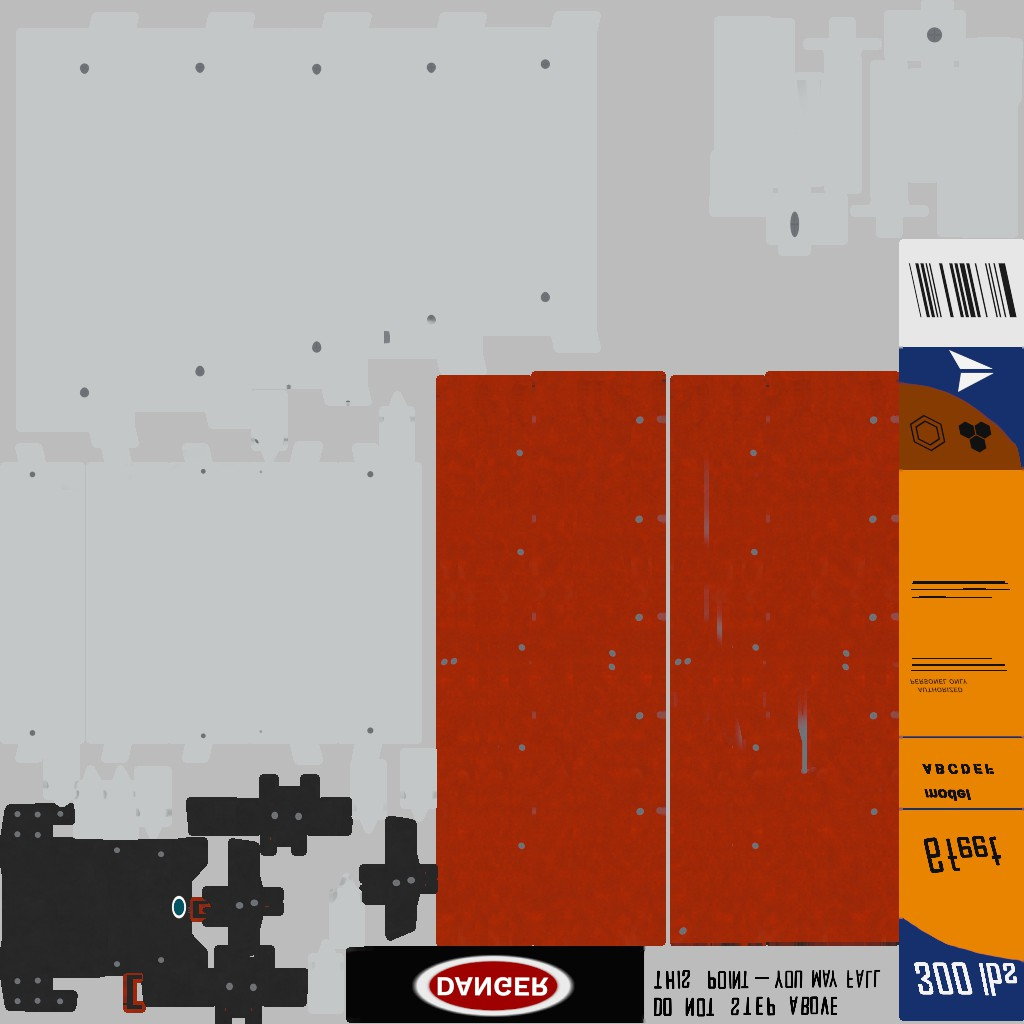 DANGER
DO NOT STEP ABOVE
THIS POINT — YOU MAY FALL
300 lbs
6feet
model
ABCDEF
AUTHORIZED
PERSONEL ONLY